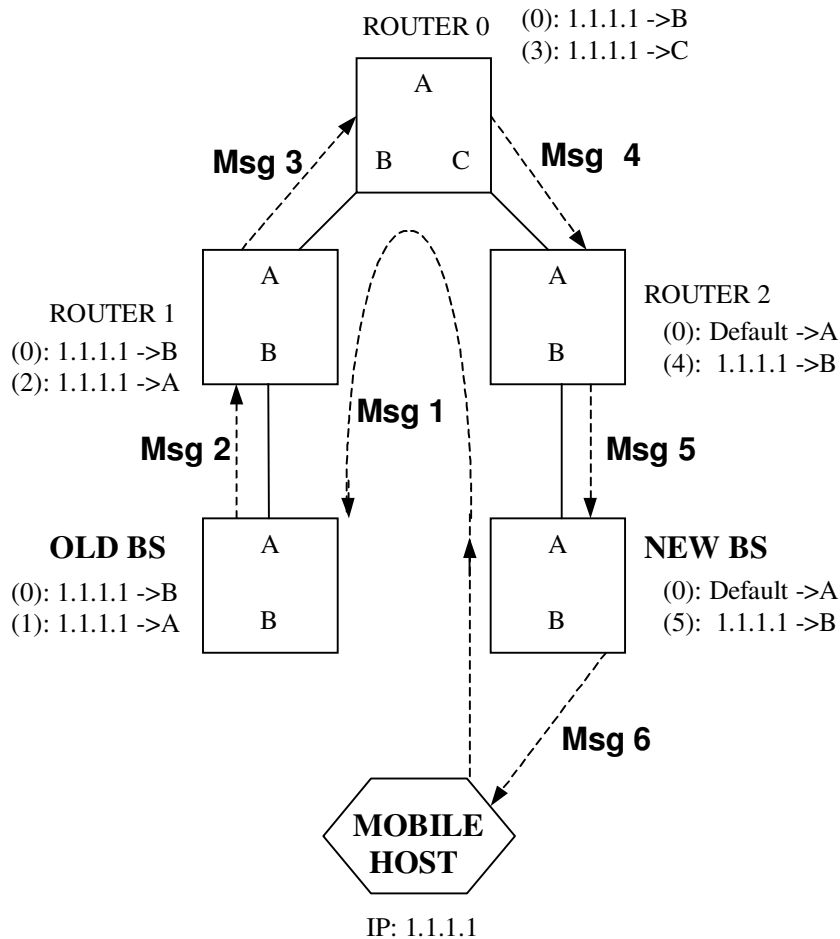 ROUTER 0
(0): 1.1.1.1 ->B
(3): 1.1.1.1 ->C
A
B
C
Msg 3
Msg 4
A
B
ROUTER 1
(0): 1.1.1.1 ->B
(2): 1.1.1.1 ->A
A
B
ROUTER 2
(0): Default ->A
(4): 1.1.1.1 ->B
Msg 1
Msg 2
Msg 5
OLD BS
(0): 1.1.1.1 ->B
(1): 1.1.1.1 ->A
A
B
A
B
NEW BS
(0): Default ->A
(5): 1.1.1.1 ->B
Msg 6
MOBILE
HOST
IP: 1.1.1.1